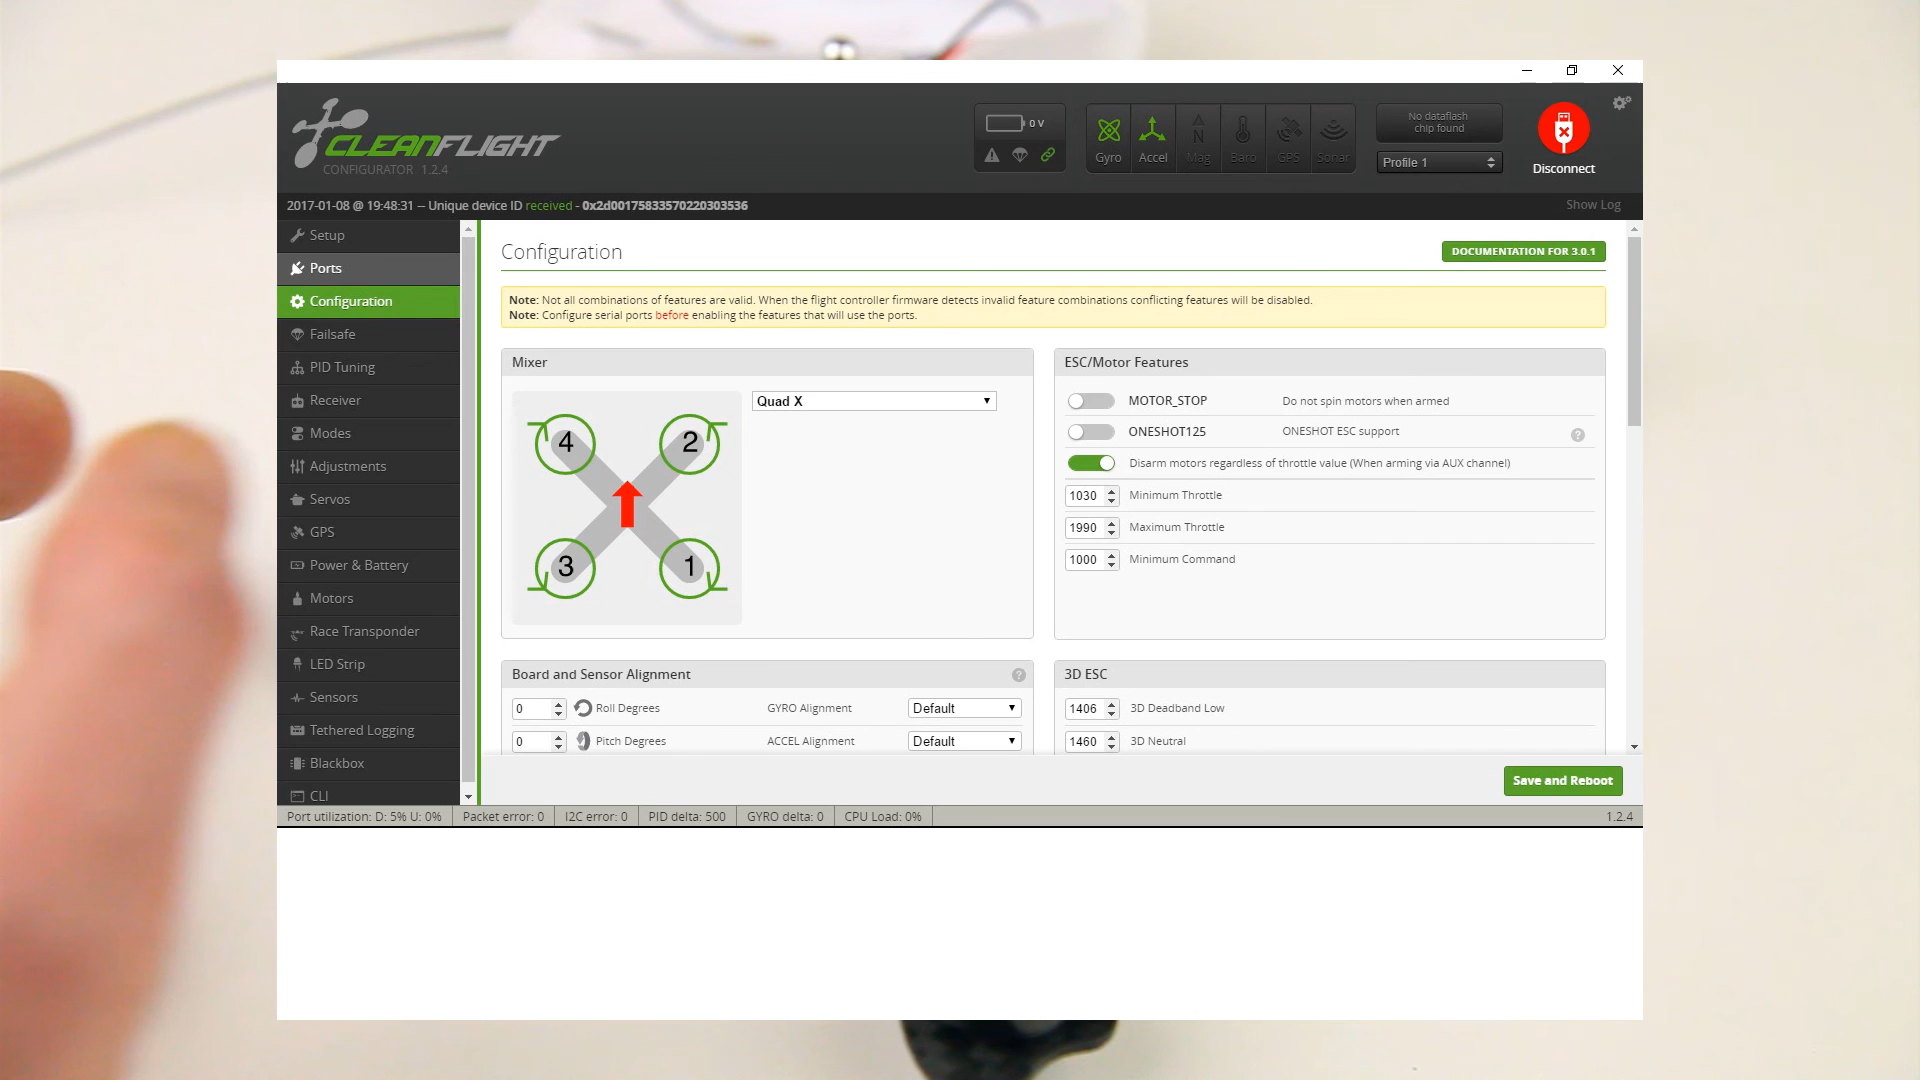 CLEANFLIGHT
CONFIGURATOR 1.2.4
0 V
Gyro
Accel
Mag
Baro
GPS
Sonar
No dataflash
chip found
Profile 1
Disconnect
2017-01-08 @ 19:48:31 -- Unique device ID received - 0x2d00175833570220303536
Show Log
Setup
Ports
Configuration
Failsafe
PID Tuning
Receiver
Modes
Adjustments
Servos
GPS
Power & Battery
Motors
Race Transponder
LED Strip
Sensors
Tethered Logging
Blackbox
CLI
Configuration
DOCUMENTATION FOR 3.0.1
Note: Not all combinations of features are valid. When the flight controller firmware detects invalid feature combinations conflicting features will be disabled.
Note: Configure serial ports before enabling the features that will use the ports.
Mixer
Quad X
4
2
3
1
ESC/Motor Features
MOTOR_STOP Do not spin motors when armed
ONESHOT125 ONESHOT ESC support
Disarm motors regardless of throttle value (When arming via AUX channel)
1030 Minimum Throttle
1990 Maximum Throttle
1000 Minimum Command
Board and Sensor Alignment
0 Roll Degrees GYRO Alignment Default
0 Pitch Degrees ACCEL Alignment Default
3D ESC
1406 3D Deadband Low
1460 3D Neutral
Save and Reboot
Port utilization: D: 5% U: 0% Packet error: 0 I2C error: 0 PID delta: 500 GYRO delta: 0 CPU Load: 0% 1.2.4